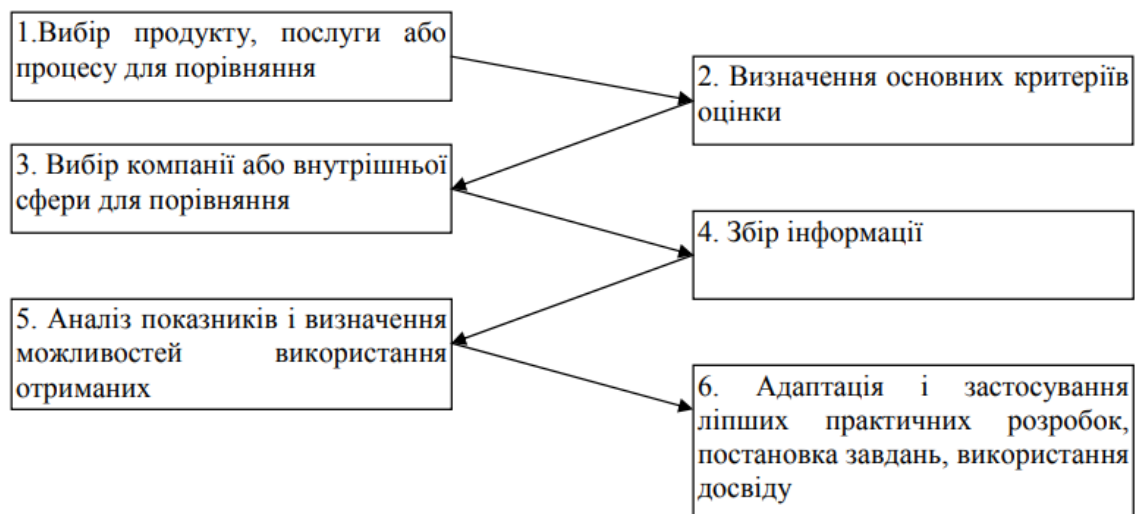 1.Вибір продукту, послуги або
процесу для порівняння
2. Визначення основних критеріїв
оцінки
3. Вибір компанії або внутрішньої
сфери для порівняння
4. Збір інформації
5. Аналіз показників і визначення
можливостей використання
отриманих
6. Адаптація і застосування
ліпших практичних розробок,
постановка завдань, використання
досвіду